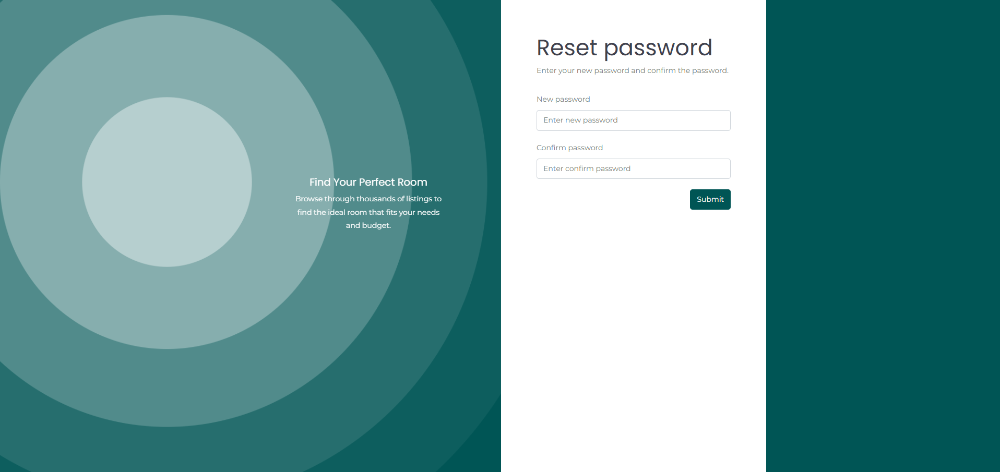 Find Your Perfect Room
Browse through thousands of listings to
find the ideal room that fits your needs
and budget.
Reset password
Enter your new password and confirm the password.
New password
Enter new password
Confirm password
Enter confirm password
Submit